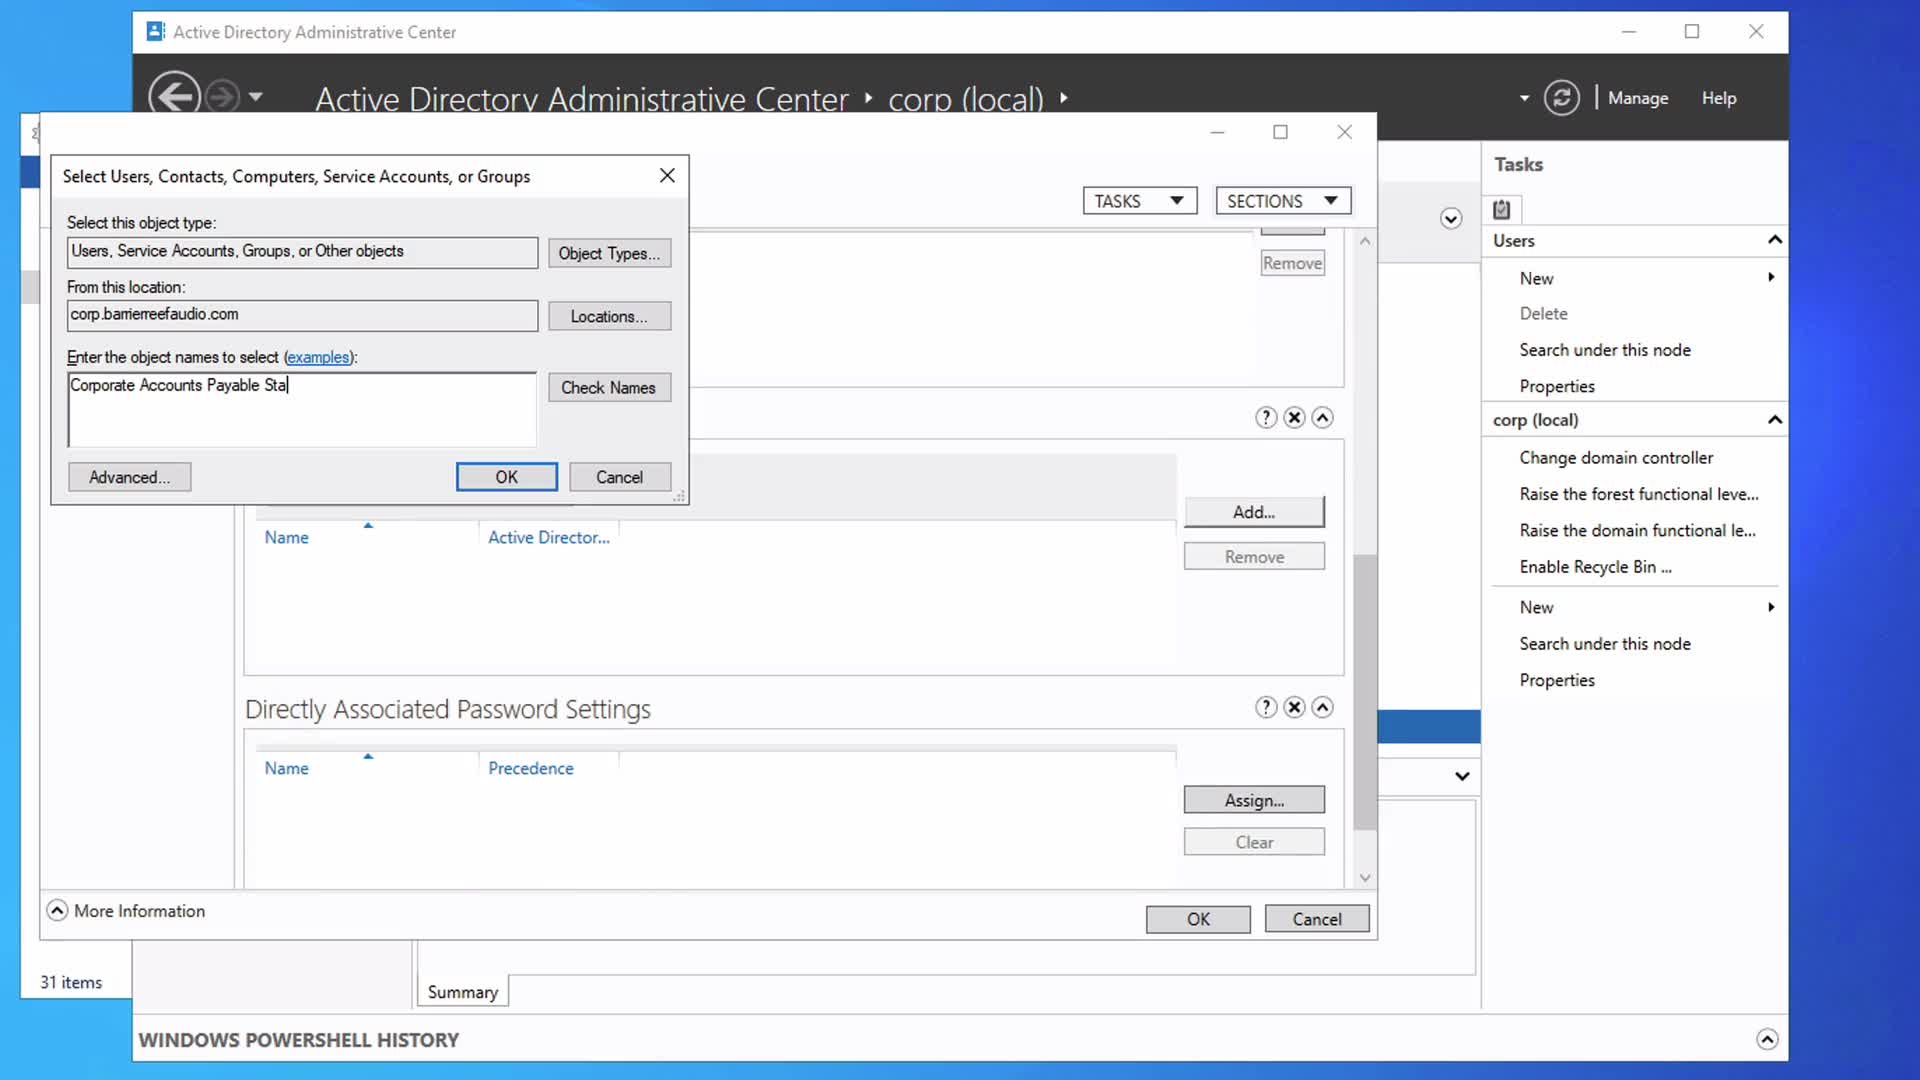 Active Directory Administrative Center
Active Directory Administrative Center
corp (local)
Manage
Help
Select Users, Contacts, Computers, Service Accounts, or Groups
Select this object type:
Users, Service Accounts, Groups, or Other objects
Object Types...
From this location:
corp.barrierreefaudio.com
Locations...
Enter the object names to select (examples):
Corporate Accounts Payable Sta
Check Names
Advanced...
OK
Cancel
TASKS
SECTIONS
Remove
Name
Active Director...
Add...
Remove
Directly Associated Password Settings
Name
Precedence
Assign...
Clear
More Information
OK
Cancel
Tasks
Users
New
Delete
Search under this node
Properties
corp (local)
Change domain controller
Raise the forest functional leve...
Raise the domain functional le...
Enable Recycle Bin ...
New
Search under this node
Properties
31 items
Summary
WINDOWS POWERSHELL HISTORY